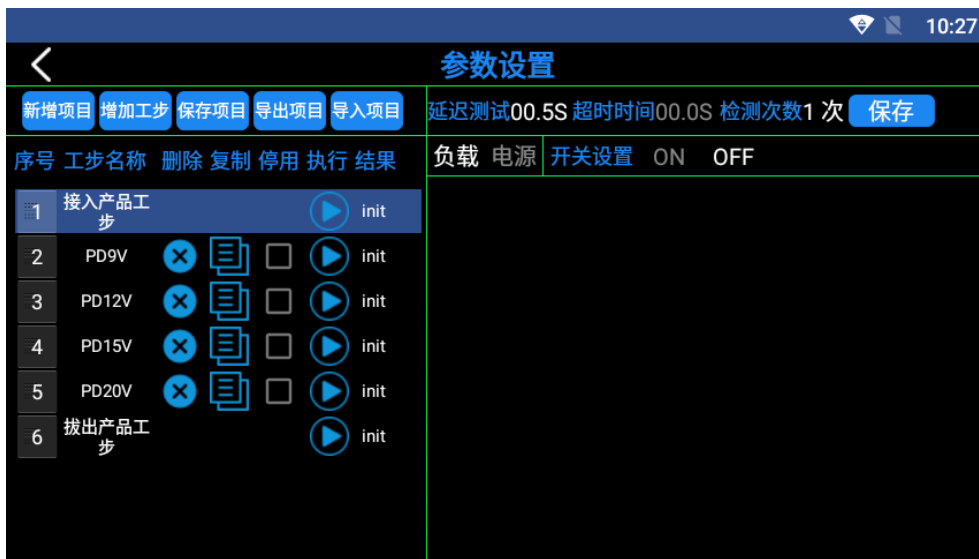 10:27
参数设置
新增项目 增加工步 保存项目 导出项目 导入项目
延迟测试00.5S 超时时间00.0S 检测次数1 次 保存
序号 工步名称 删除 复制 停用 执行 结果
负载 电源 开关设置 ON OFF
1 接入产品工步 init
2 PD9V init
3 PD12V init
4 PD15V init
5 PD20V init
6 拔出产品工步 init